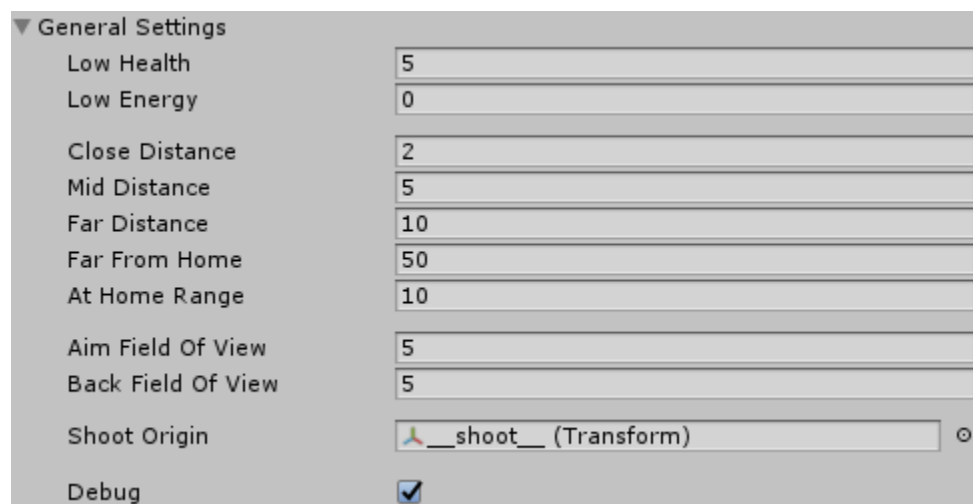 General Settings
Low Health 5
Low Energy 0
Close Distance 2
Mid Distance 5
Far Distance 10
Far From Home 50
At Home Range 10
Aim Field Of View 5
Back Field Of View 5
Shoot Origin __shoot__ (Transform)
Debug